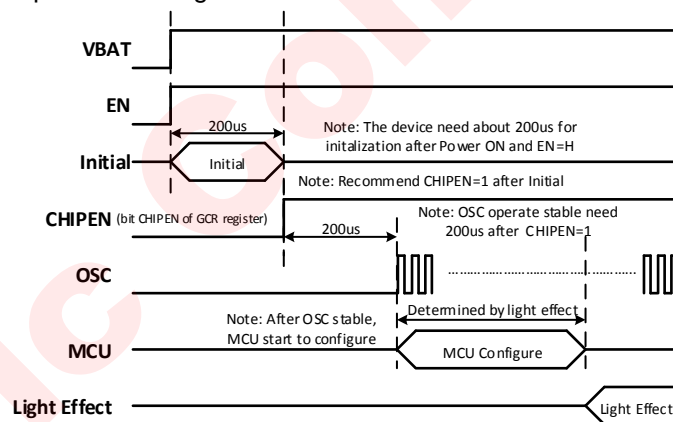 VBAT
EN
200us
Note: The device need about 200us for
initalization after Power ON and EN=H
Initial
Initial
Note: Recommend CHIPEN=1 after Initial
CHIPEN (bit CHIPEN of GCR register)
200us
Note: OSC operate stable need
200us after CHIPEN=1
OSC
Note: After OSC stable,
MCU start to configure
Determined by light effect
MCU
MCU Configure
Light Effect
Light Effect